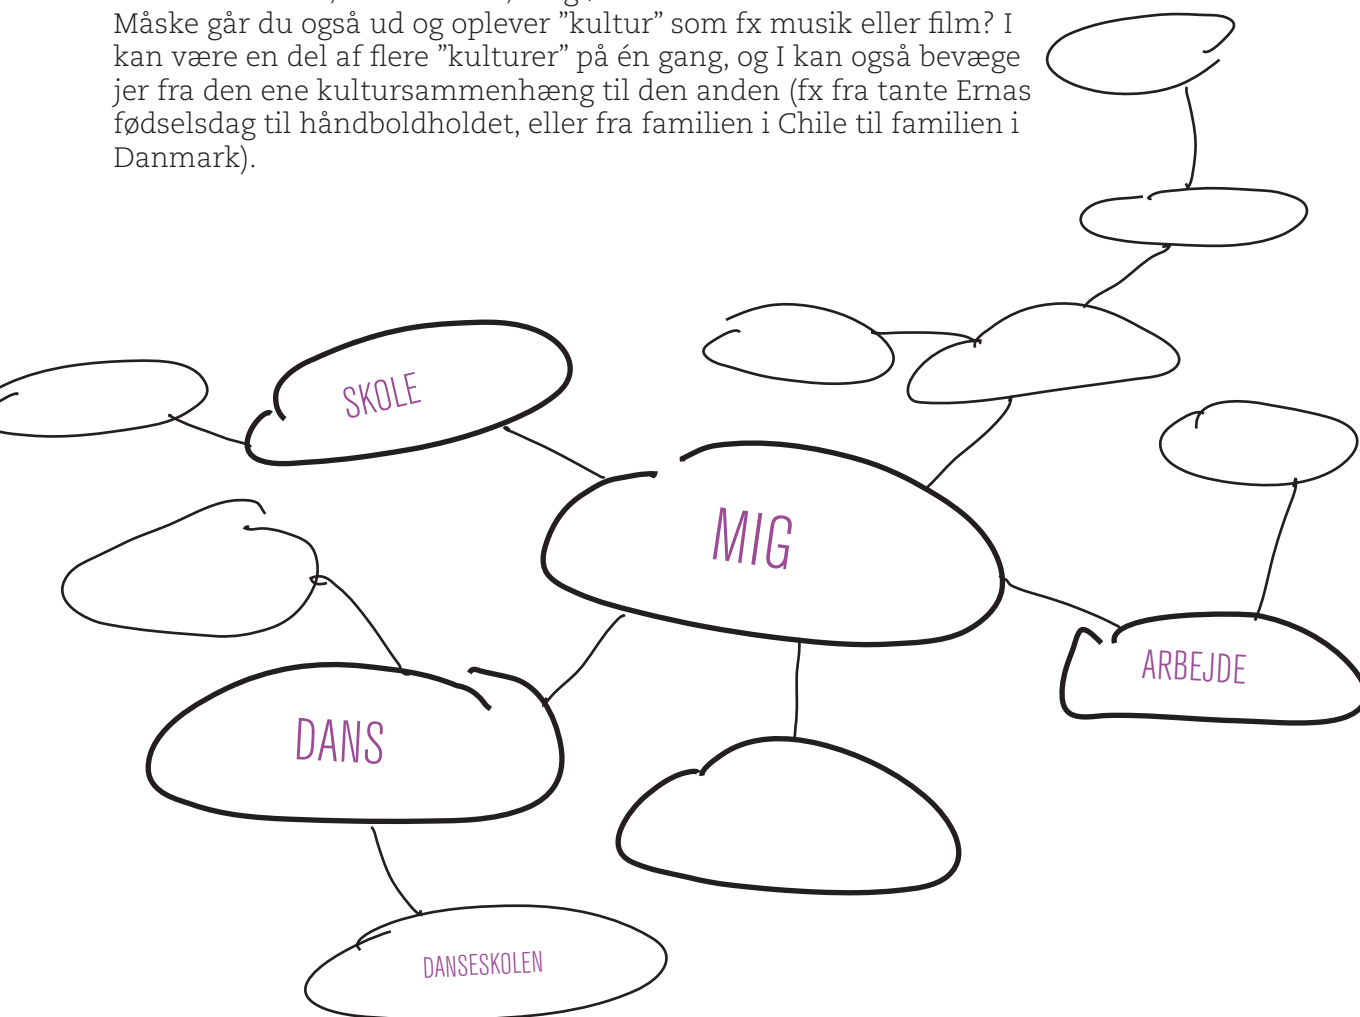 Måske går du også ud og oplever ”kultur” som fx musik eller film? I
kan være en del af flere ”kulturer” på én gang, og I kan også bevæge
jer fra den ene kultursammenhæng til den anden (fx fra tante Ernas
fødselsdag til håndboldholdet, eller fra familien i Chile til familien i
Danmark).
SKOLE
MIG
ARBEJDE
DANS
DANSESKOLEN